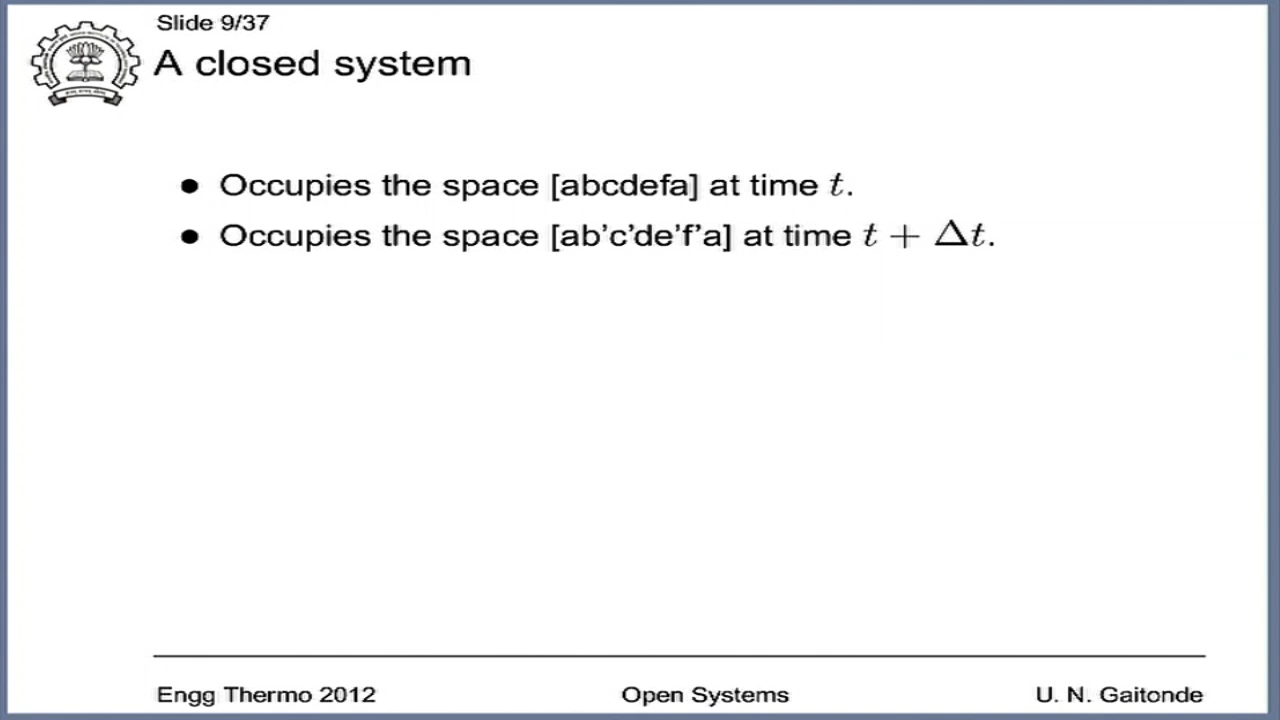 Slide 9/37
A closed system
● Occupies the space [abcdefa] at time t.
● Occupies the space [ab’c’de’f’a] at time t + Δt.
Engg Thermo 2012 Open Systems U. N. Gaitonde